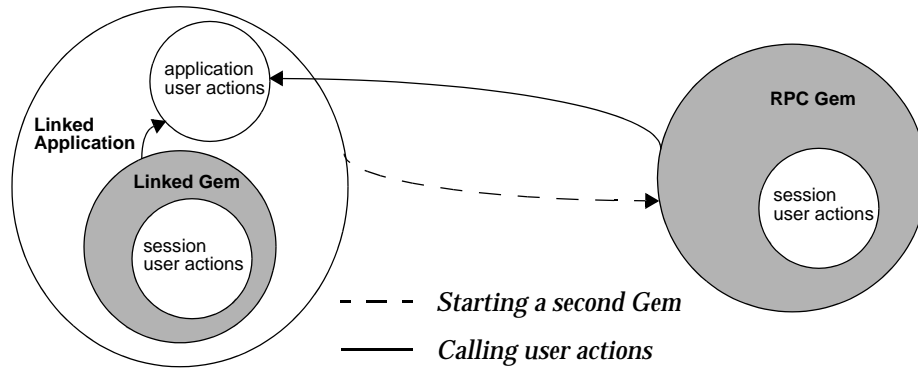 application
user actions
Linked
Application
Linked Gem
session
user actions
RPC Gem
session
user actions
Starting a second Gem
Calling user actions